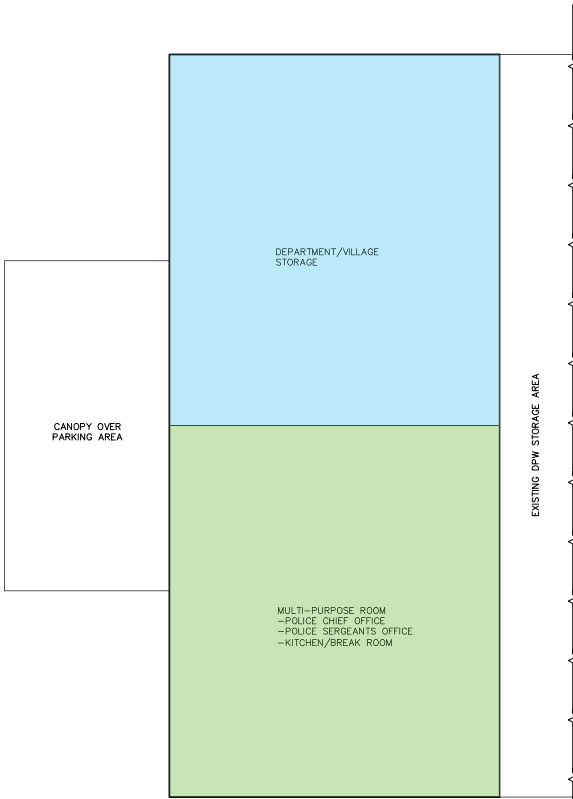 DEPARTMENT/VILLAGE
STORAGE
CANOPY OVER
PARKING AREA
EXISTING DPW STORAGE AREA
MULTI-PURPOSE ROOM
-POLICE CHIEF OFFICE
-POLICE SERGEANTS OFFICE
-KITCHEN/BREAK ROOM